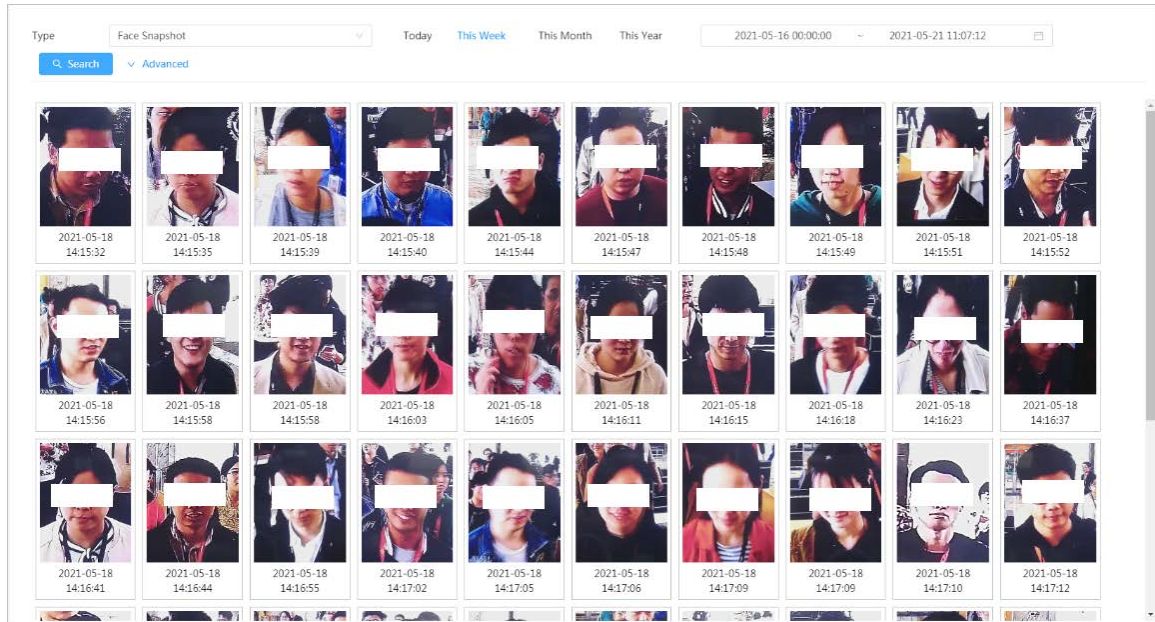 Type Face Snapshot Today This Week This Month This Year 2021-05-16 00:00:00 ~ 2021-05-21 11:07:12
Search Advanced
2021-05-18 2021-05-18 2021-05-18 2021-05-18 2021-05-18 2021-05-18 2021-05-18 2021-05-18 2021-05-18 2021-05-18
14:15:32 14:15:35 14:15:39 14:15:40 14:15:44 14:15:47 14:15:48 14:15:49 14:15:51 14:15:52
2021-05-18 2021-05-18 2021-05-18 2021-05-18 2021-05-18 2021-05-18 2021-05-18 2021-05-18 2021-05-18 2021-05-18
14:15:56 14:15:58 14:15:58 14:16:03 14:16:05 14:16:11 14:16:15 14:16:18 14:16:23 14:16:37
2021-05-18 2021-05-18 2021-05-18 2021-05-18 2021-05-18 2021-05-18 2021-05-18 2021-05-18 2021-05-18 2021-05-18
14:16:41 14:16:44 14:16:55 14:17:02 14:17:05 14:17:06 14:17:09 14:17:09 14:17:10 14:17:12